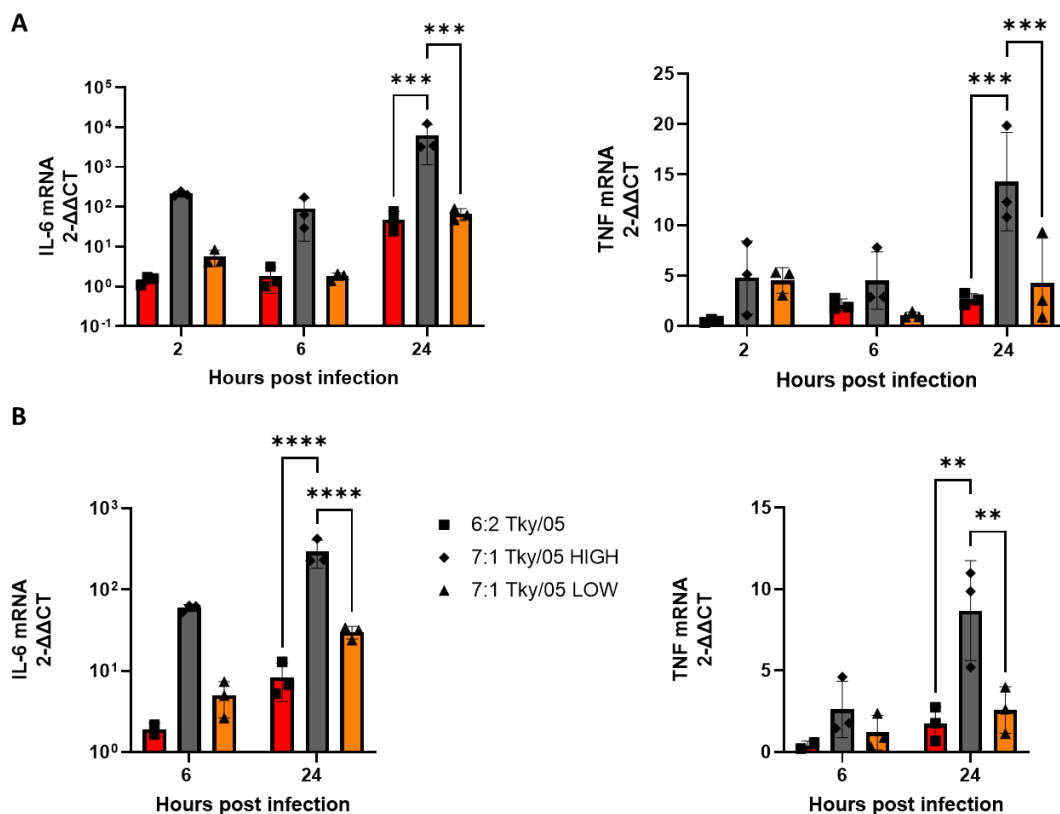 A
*** ***
IL-6 mRNA
2-ΔΔCT
10⁵
10⁴
10³
10²
10¹
10⁰
10⁻¹
2 6 24
Hours post infection
*** ***
TNF mRNA
2-ΔΔCT
25
20
15
10
5
0
2 6 24
Hours post infection
B
****
****
IL-6 mRNA
2-ΔΔCT
10³
10²
10¹
10⁰
6 24
Hours post infection
6:2 Tky/05
7:1 Tky/05 HIGH
7:1 Tky/05 LOW
**
**
TNF mRNA
2-ΔΔCT
15
10
5
0
6 24
Hours post infection